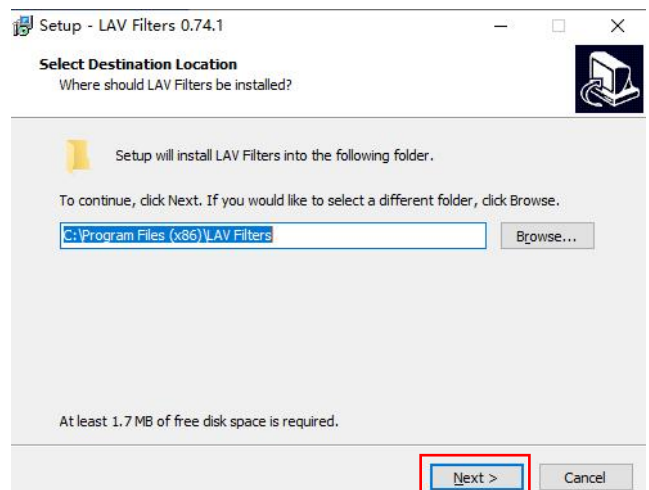 Setup - LAV Filters 0.74.1
Select Destination Location
Where should LAV Filters be installed?
Setup will install LAV Filters into the following folder.
To continue, click Next. If you would like to select a different folder, click Browse.
C:\Program Files (x86)\LAV Filters
Browse...
At least 1.7 MB of free disk space is required.
Next >
Cancel